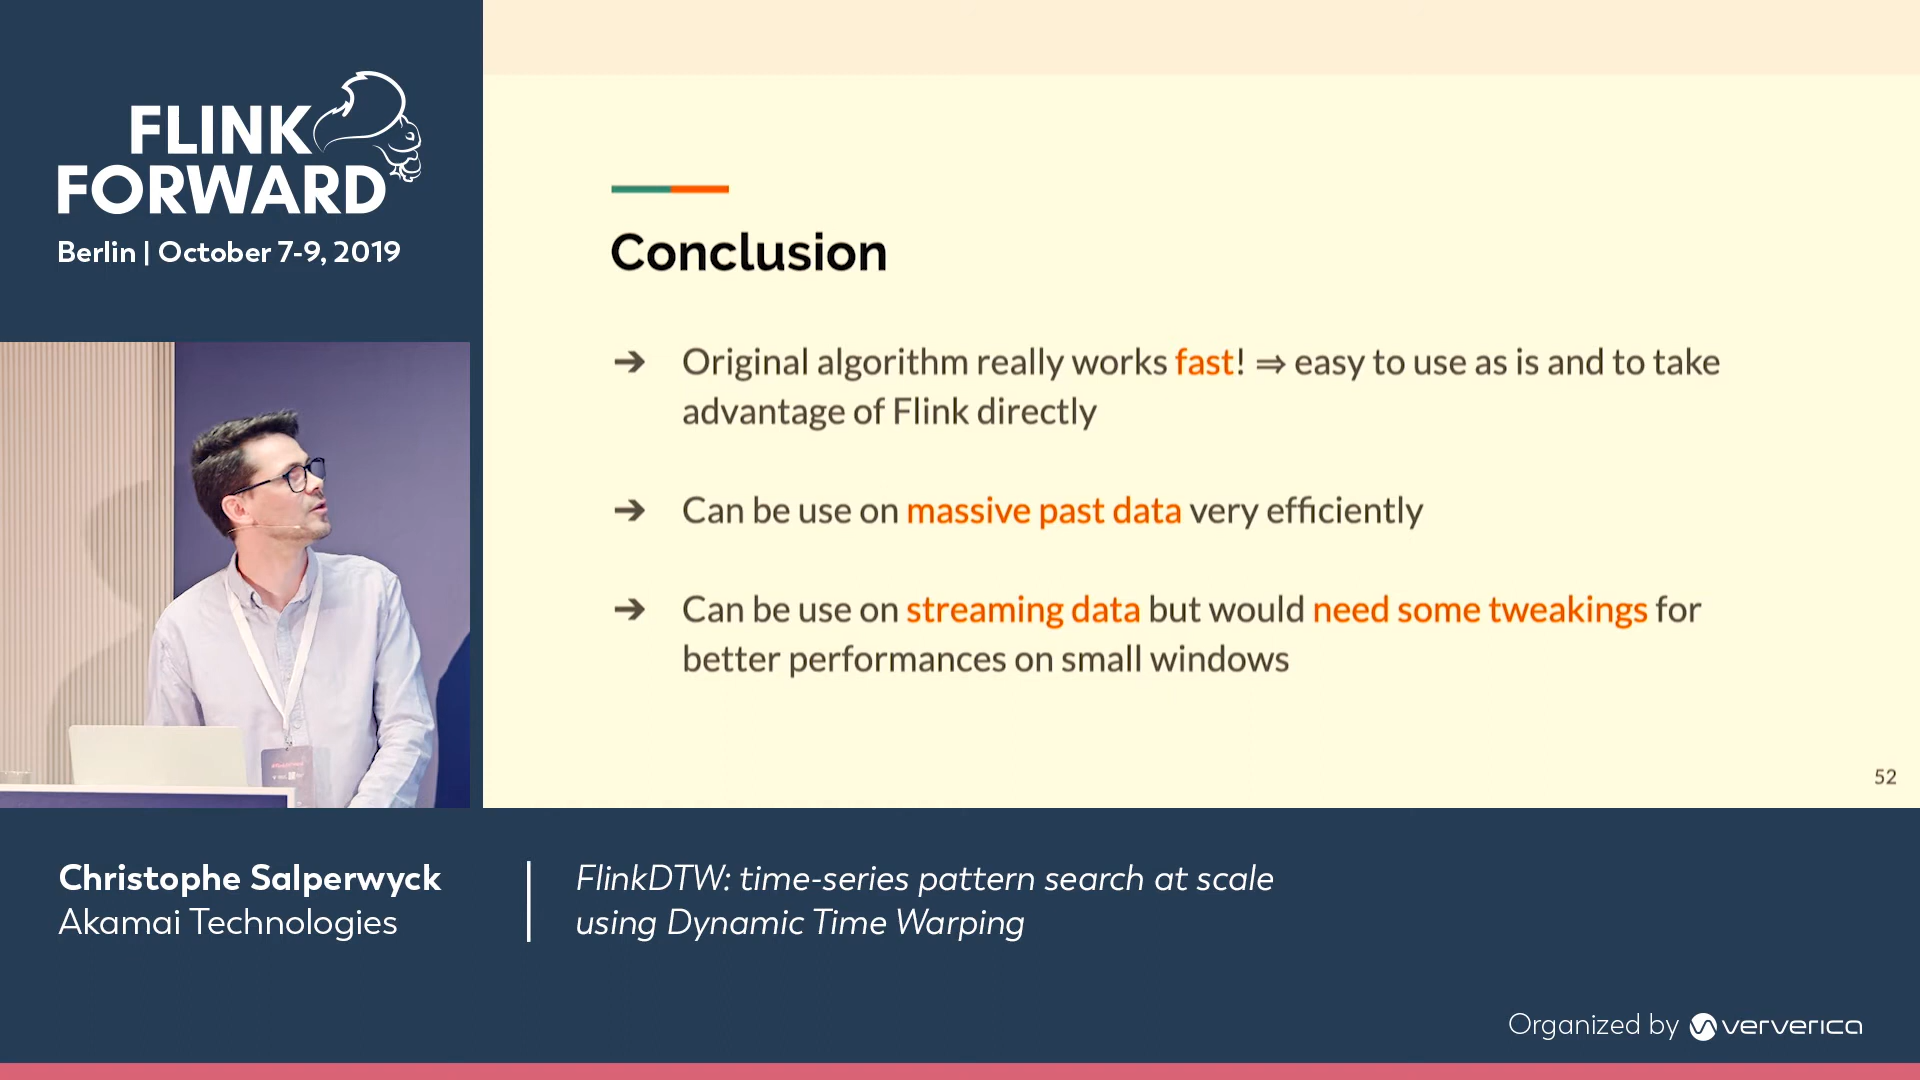 FLINK
FORWARD
Berlin | October 7-9, 2019
Conclusion
➔ Original algorithm really works fast! ⇒ easy to use as is and to take
advantage of Flink directly
➔ Can be use on massive past data very efficiently
➔ Can be use on streaming data but would need some tweakings for
better performances on small windows
52
Christophe Salperwyck
Akamai Technologies
FlinkDTW: time-series pattern search at scale
using Dynamic Time Warping
Organized by ververica